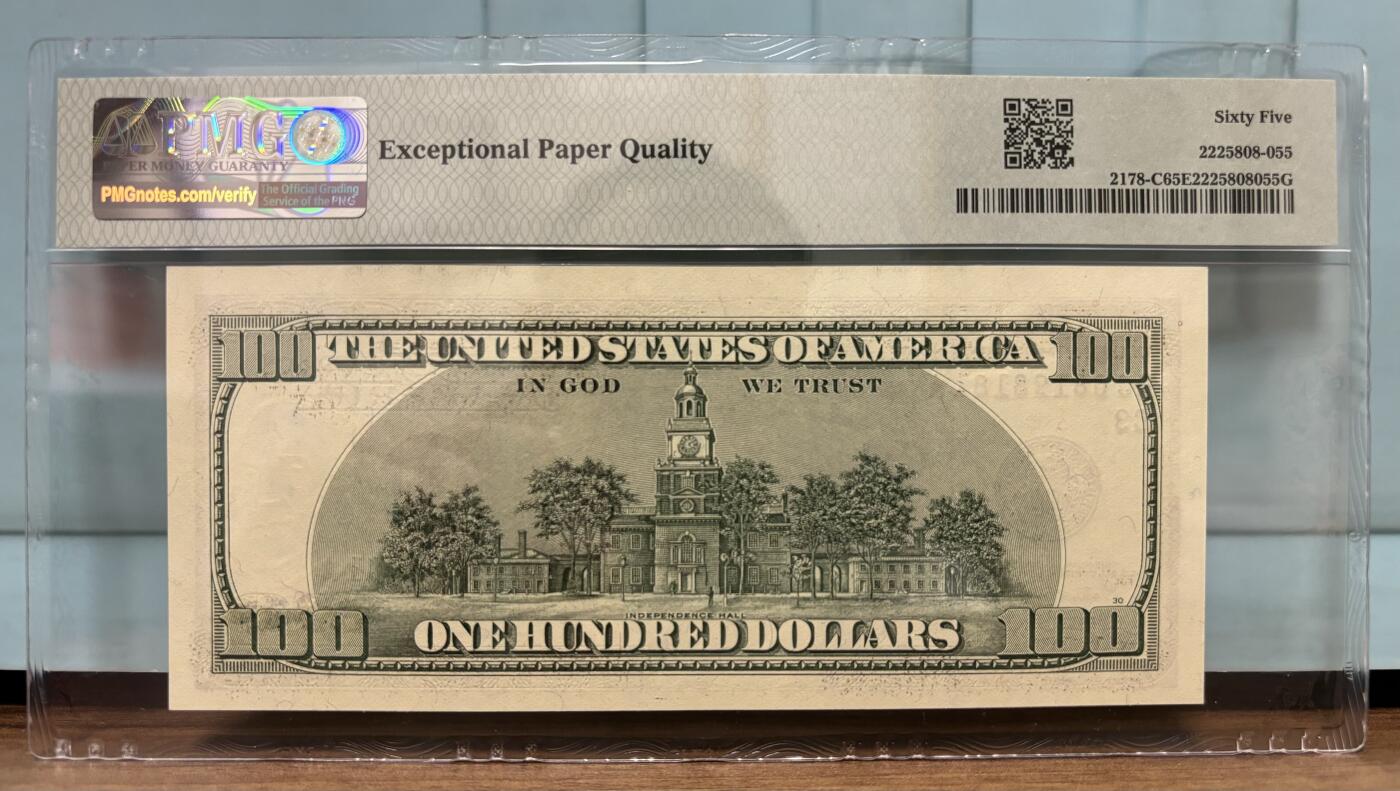 PMG
PAPER MONEY GUARANTY
PMGnotes.com/verify
The Official Grading
Service of the PNG
Exceptional Paper Quality
Sixty Five
2225808-055
2178-C65E2225808055G
100 THE UNITED STATES OF AMERICA 100
IN GOD WE TRUST
INDEPENDENCE HALL
30
100 ONE HUNDRED DOLLARS 100